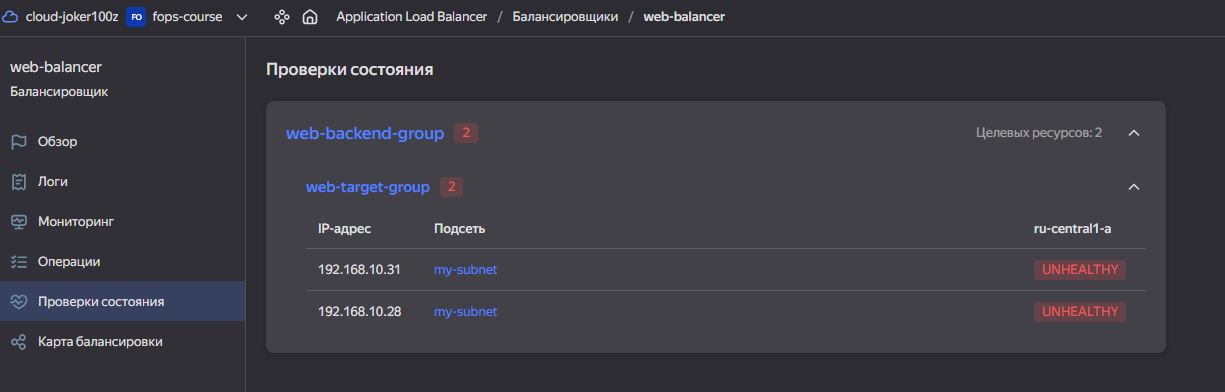 cloud-joker100z FO fops-course Application Load Balancer / Балансировщики / web-balancer
web-balancer
Балансировщик
Обзор
Логи
Мониторинг
Операции
Проверки состояния
Карта балансировки
Проверки состояния
web-backend-group 2 Целевых ресурсов: 2
web-target-group 2
IP-адрес Подсеть ru-central1-a
192.168.10.31 my-subnet UNHEALTHY
192.168.10.28 my-subnet UNHEALTHY